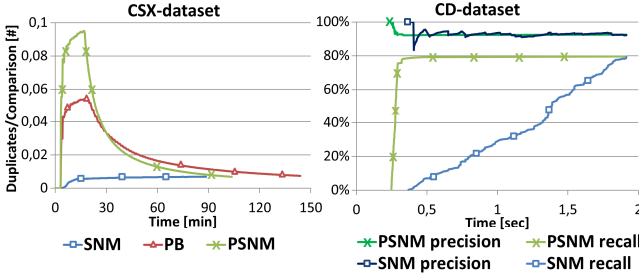 CSX-dataset
Duplicates/Comparison [#]
0,1
0,08
0,06
0,04
0,02
0
0 30 60 90 120 150
Time [min]
SNM PB PSNM
CD-dataset
100%
80%
60%
40%
20%
0%
0 0,5 1 1,5 2
Time [sec]
PSNM precision PSNM recall
SNM precision SNM recall